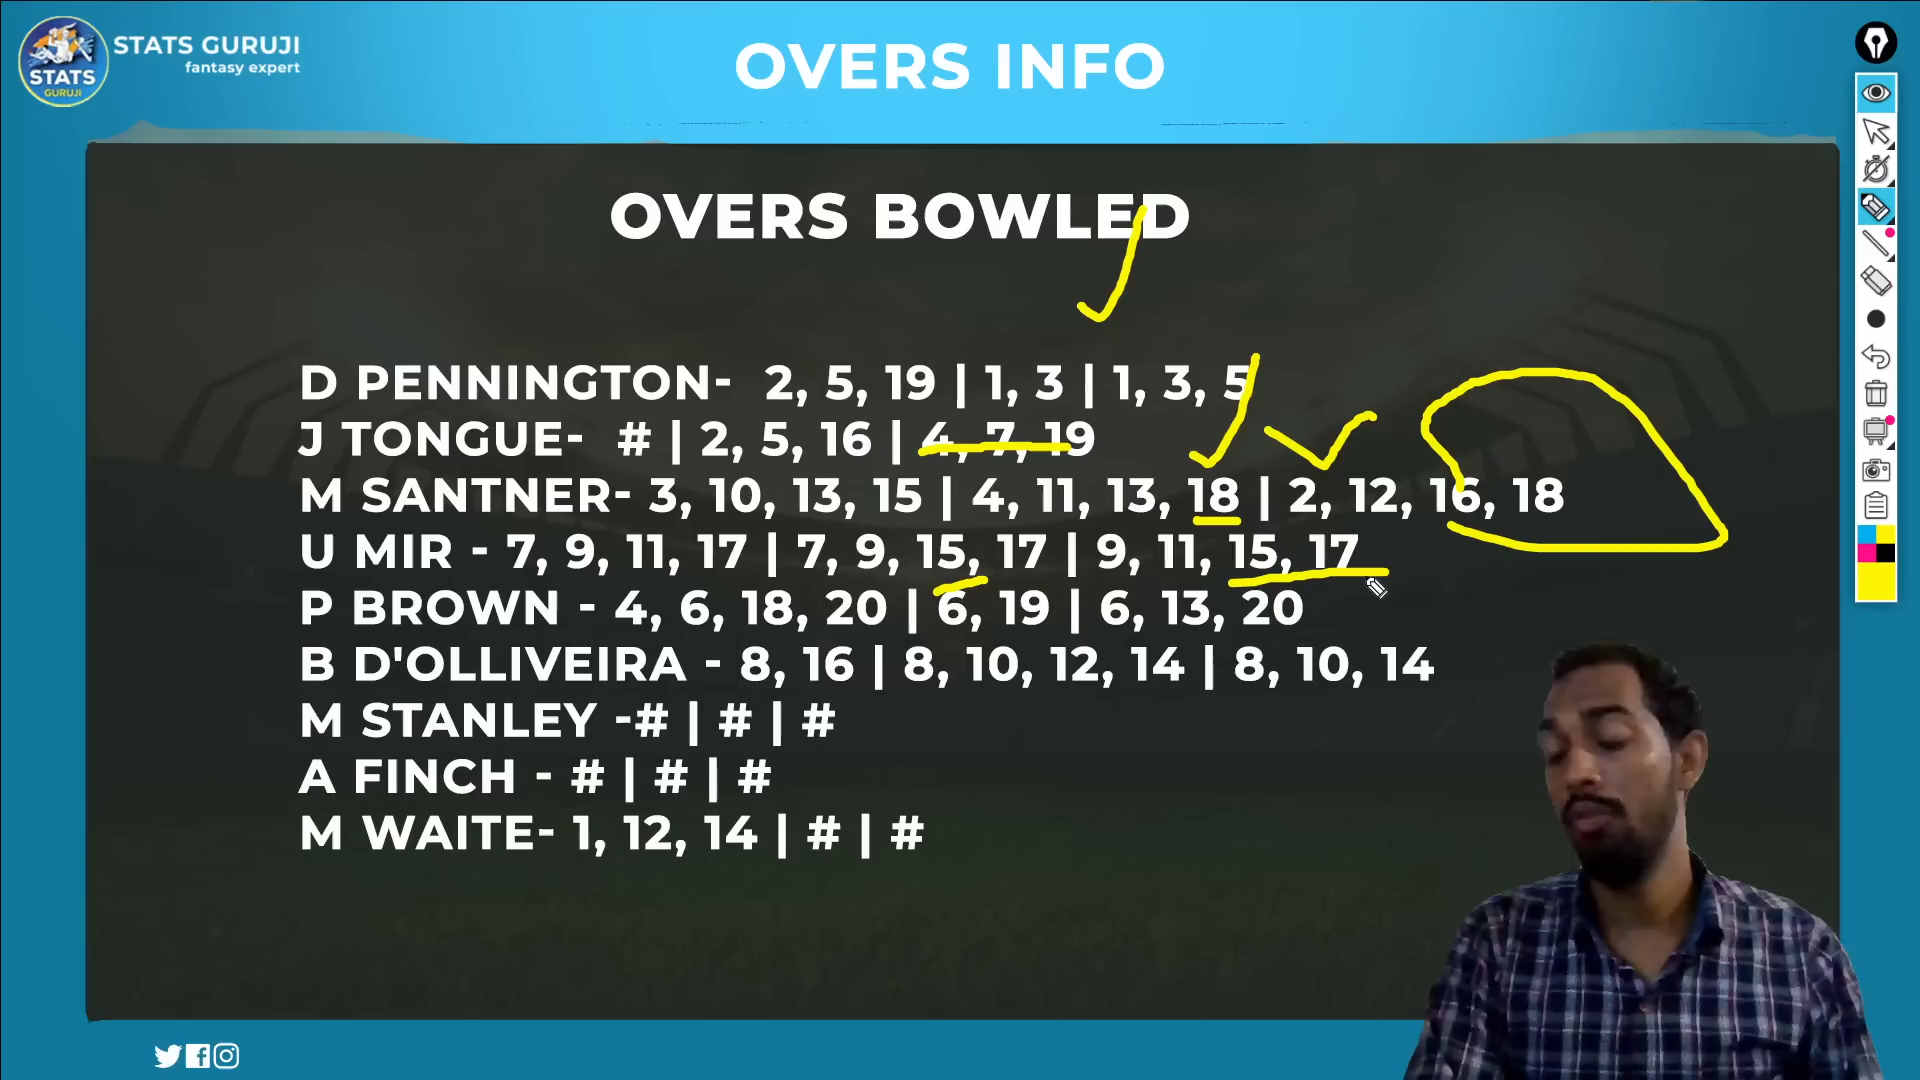 STATS GURUJI
fantasy expert
STATS
GURUJI
OVERS INFO
OVERS BOWLED
D PENNINGTON- 2, 5, 19 | 1, 3 | 1, 3, 5
J TONGUE- # | 2, 5, 16 | 4, 7, 19
M SANTNER- 3, 10, 13, 15 | 4, 11, 13, 18 | 2, 12, 16, 18
U MIR - 7, 9, 11, 17 | 7, 9, 15, 17 | 9, 11, 15, 17
P BROWN - 4, 6, 18, 20 | 6, 19 | 6, 13, 20
B D'OLLIVEIRA - 8, 16 | 8, 10, 12, 14 | 8, 10, 14
M STANLEY -# | # | #
A FINCH - # | # | #
M WAITE- 1, 12, 14 | # | #